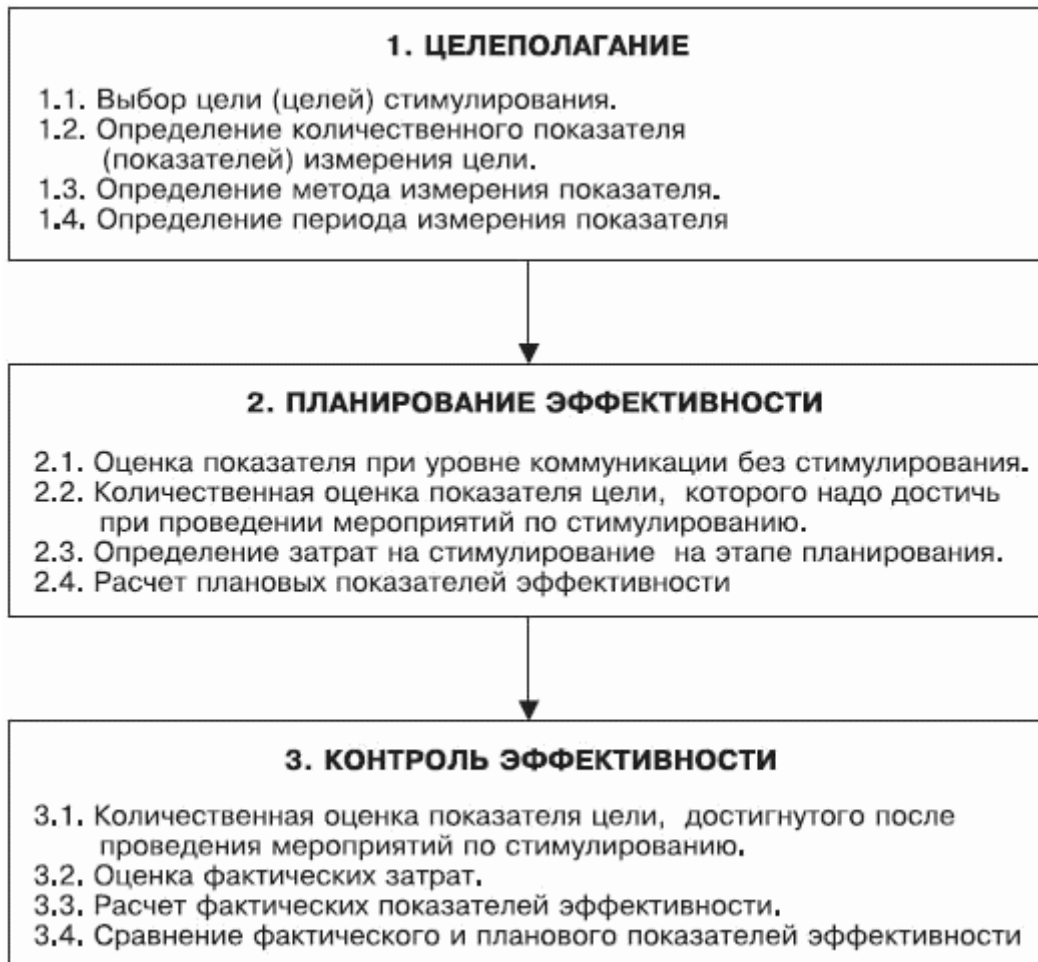 1. ЦЕЛЕПОЛАГАНИЕ
1.1. Выбор цели (целей) стимулирования.
1.2. Определение количественного показателя
(показателей) измерения цели.
1.3. Определение метода измерения показателя.
1.4. Определение периода измерения показателя
2. ПЛАНИРОВАНИЕ ЭФФЕКТИВНОСТИ
2.1. Оценка показателя при уровне коммуникации без стимулирования.
2.2. Количественная оценка показателя цели, которого надо достичь
при проведении мероприятий по стимулированию.
2.3. Определение затрат на стимулирование на этапе планирования.
2.4. Расчет плановых показателей эффективности
3. КОНТРОЛЬ ЭФФЕКТИВНОСТИ
3.1. Количественная оценка показателя цели, достигнутого после
проведения мероприятий по стимулированию.
3.2. Оценка фактических затрат.
3.3. Расчет фактических показателей эффективности.
3.4. Сравнение фактического и планового показателей эффективности